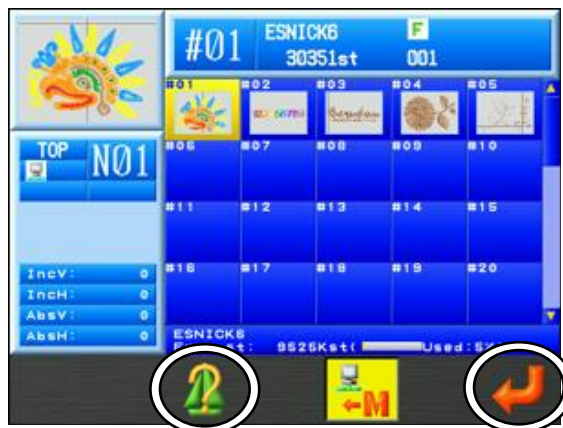 #01 ESNICK6 F
30351st 001
#01 #02 #03 #04 #05
#06 #07 #08 #09 #10
#11 #12 #13 #14 #15
#16 #17 #18 #19 #20
TOP N01
IncV: 0
IncH: 0
AbsV: 0
AbsH: 0
ESNICK6
st: 9525Kst( Used:5%
?
←M